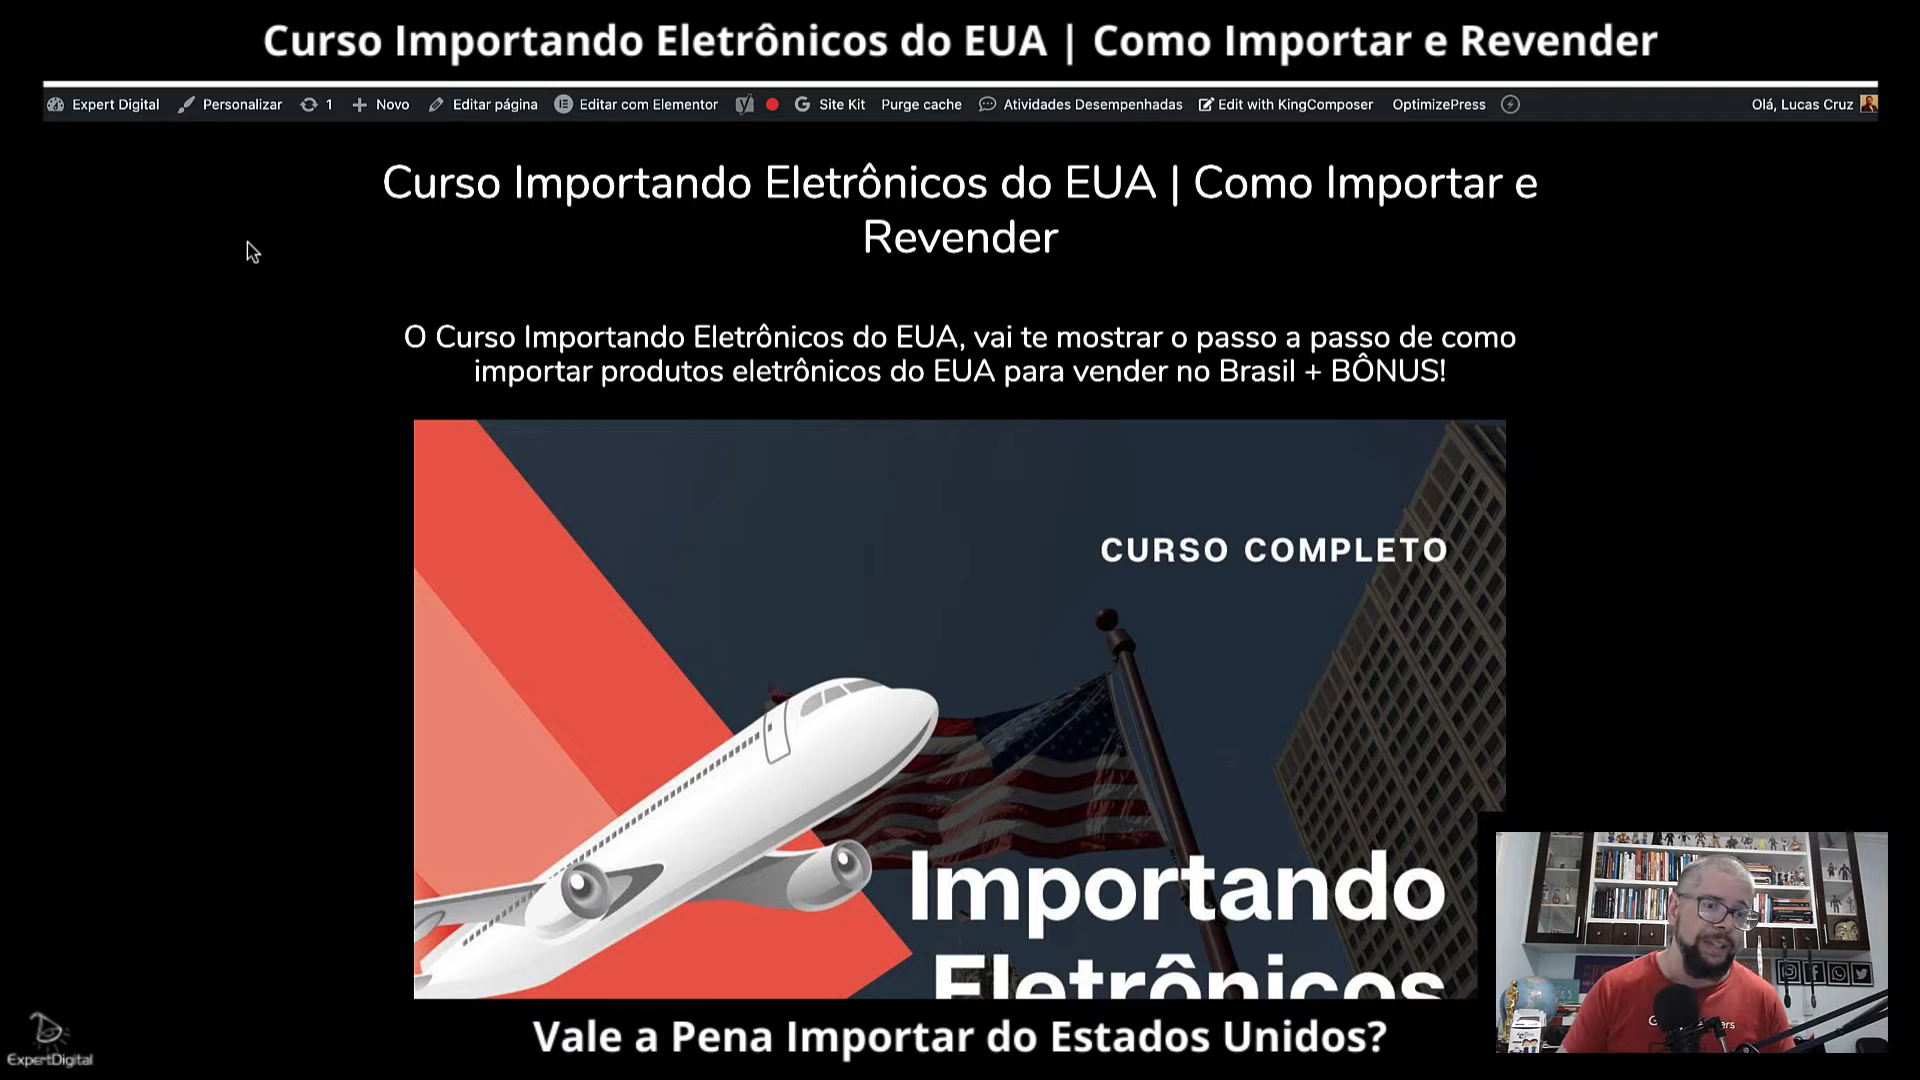 Curso Importando Eletrônicos do EUA | Como Importar e Revender
Expert Digital Personalizar 1 Novo Editar página Editar com Elementor Site Kit Purge cache Atividades Desempenhadas Edit with KingComposer OptimizePress Olá, Lucas Cruz
Curso Importando Eletrônicos do EUA | Como Importar e
Revender
O Curso Importando Eletrônicos do EUA, vai te mostrar o passo a passo de como
importar produtos eletrônicos do EUA para vender no Brasil + BÔNUS!
CURSO COMPLETO
Importando
Eletrônicos
Vale a Pena Importar do Estados Unidos?
ExpertDigital